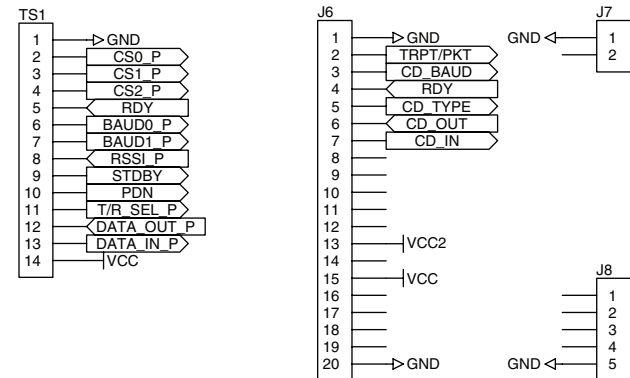 TS1
1 GND
2 CS0_P
3 CS1_P
4 CS2_P
5 RDY
6 BAUD0_P
7 BAUD1_P
8 RSSI_P
9 STDBY
10 PDN
11 T/R_SEL_P
12 DATA_OUT_P
13 DATA_IN_P
14 VCC
J6
1 GND
2 TRPT/PKT
3 CD_BAUD
4 RDY
5 CD_TYPE
6 CD_OUT
7 CD_IN
8
9
10
11
12
13 VCC2
14
15 VCC
16
17
18
19
20 GND
J7
GND 1
2
J8
1
2
3
4
GND 5